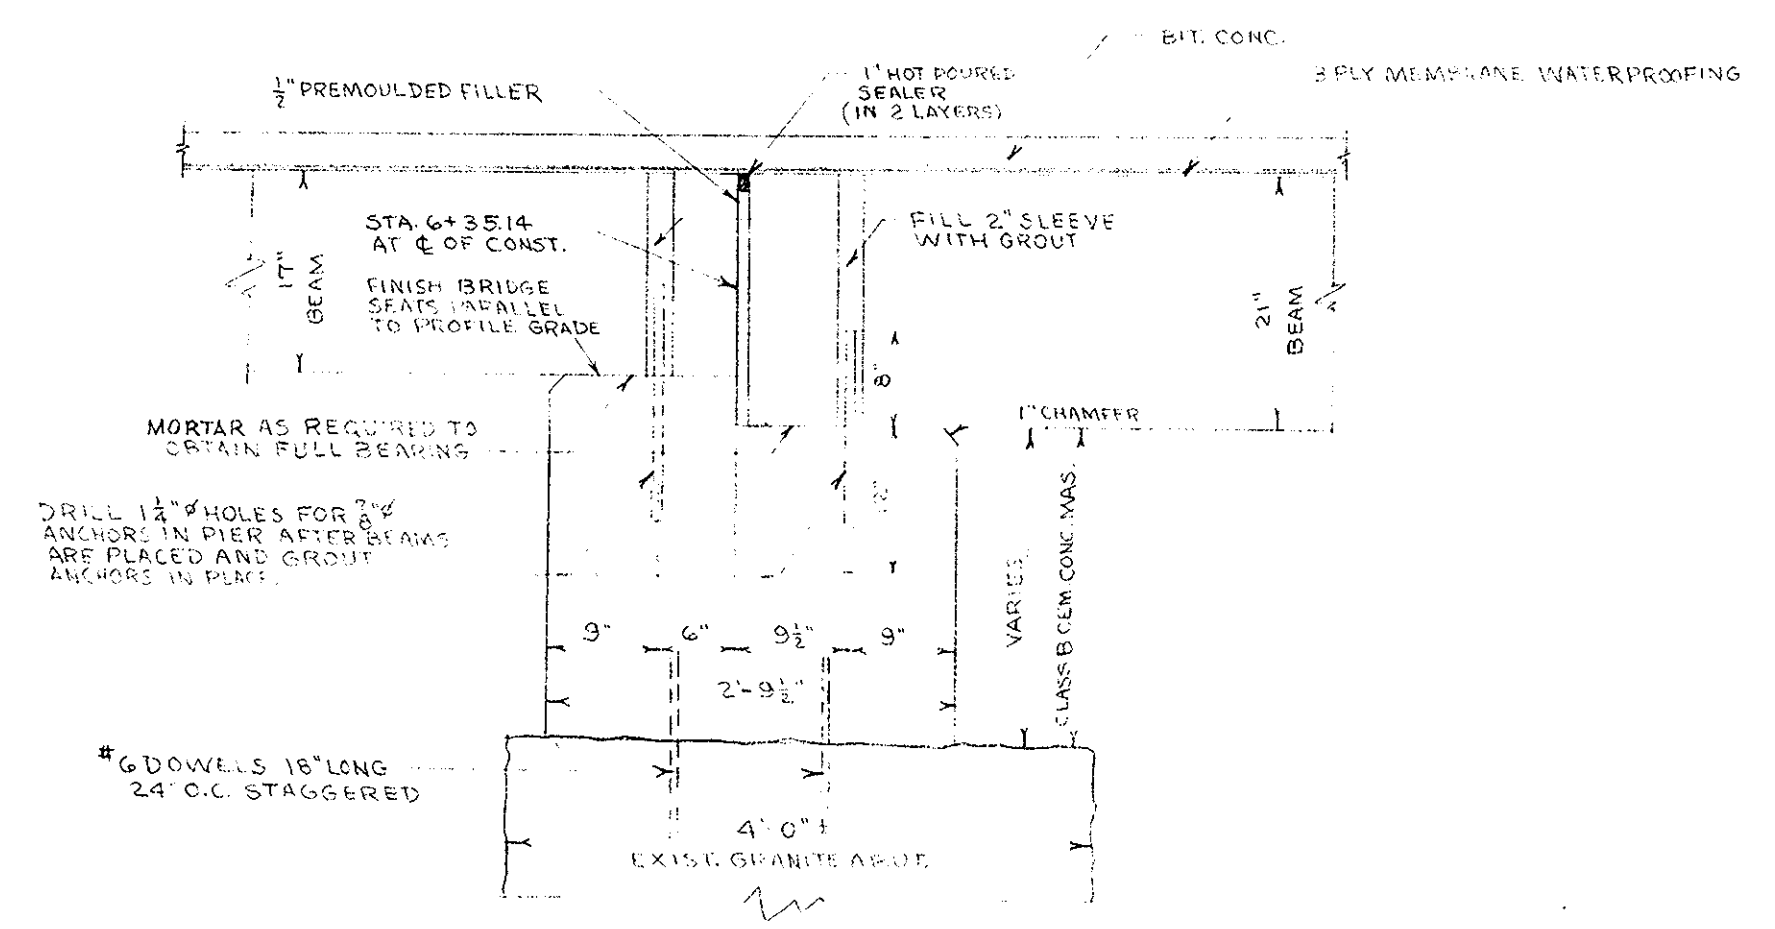 BIT. CONC.
3 PLY MEMBRANE WATERPROOFING
1" HOT POURED
SEALER
(IN 2 LAYERS)
½" PREMOULDED FILLER
STA. 6+35.14
AT ℄ OF CONST.
FILL 2" SLEEVE
WITH GROUT
17"
BEAM
FINISH BRIDGE
SEATS PARALLEL
TO PROFILE GRADE
21"
BEAM
8"
1" CHAMFER
MORTAR AS REQUIRED TO
OBTAIN FULL BEARING
12"
DRILL 1¼"⌀ HOLES FOR ⅞"⌀
ANCHORS IN PIER AFTER BEAMS
ARE PLACED AND GROUT
ANCHORS IN PLACE.
VARIES
CLASS B CEM. CONC. MAS.
9"
6"
9½"
9"
2'-9½"
#6 DOWELS 18" LONG
24" O.C. STAGGERED
4'-0" ±
EXIST. GRANITE ABUT.